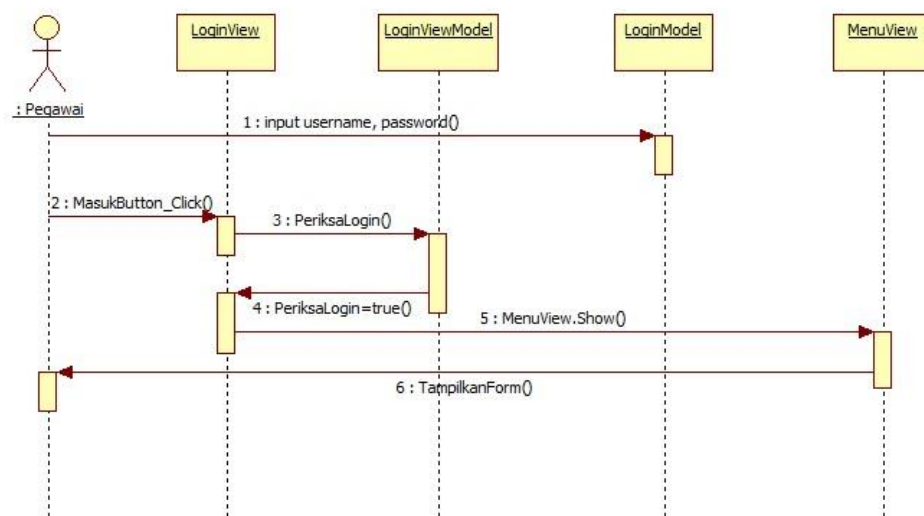 LoginView
LoginViewModel
LoginModel
MenuView
: Pegawai
1 : input username, password()
2 : MasukButton_Click()
3 : PeriksaLogin()
4 : PeriksaLogin=true()
5 : MenuView.Show()
6 : TampilkanForm()